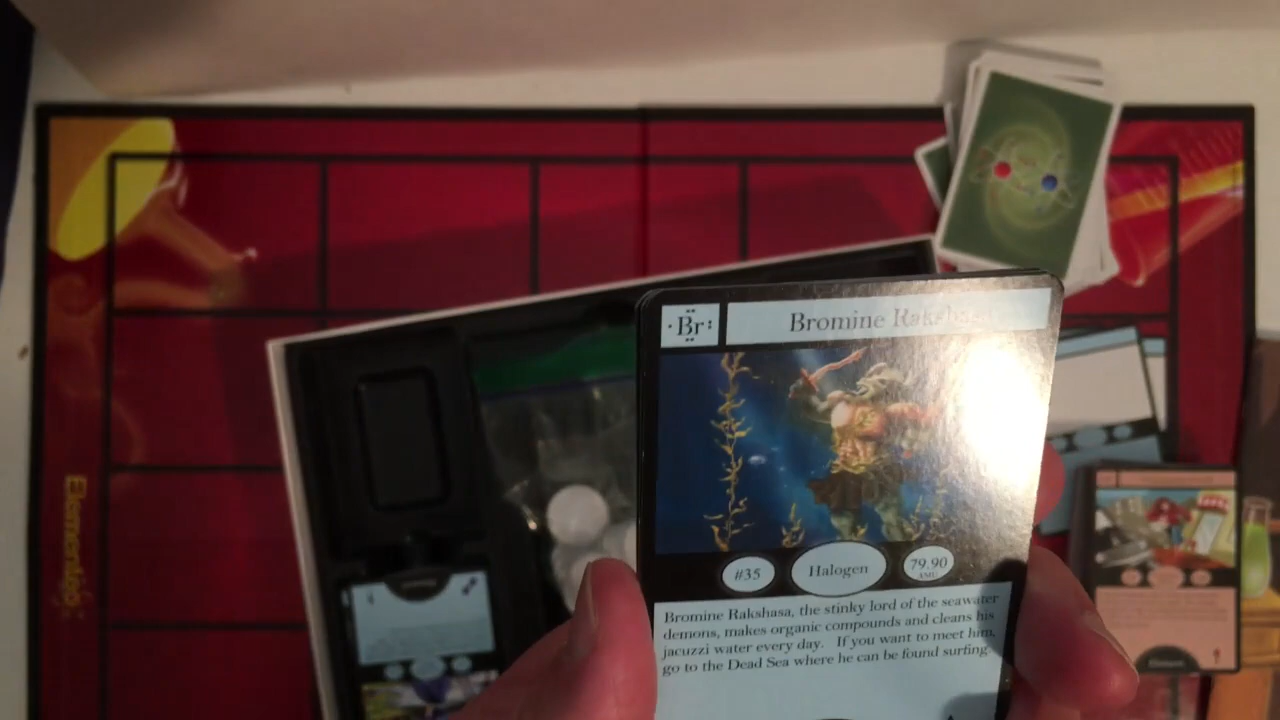 ·Br:
Bromine Rakshasa
#35
Halogen
79.90
AMU
Bromine Rakshasa, the stinky lord of the seawater
demons, makes organic compounds and cleans his
jacuzzi water every day. If you want to meet him,
go to the Dead Sea where he can be found surfing.
Elementeo